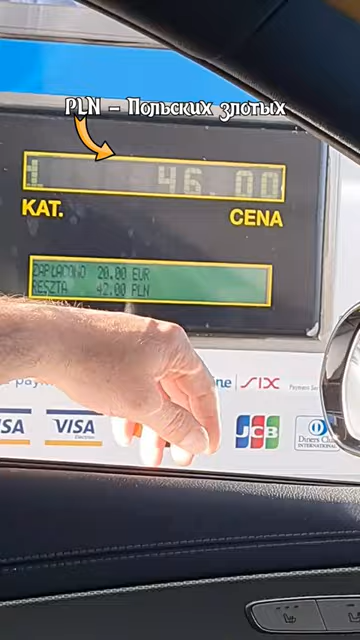 PLN - Польских злотых
1 46.00
KAT. CENA
ZAPLACONO 20.00 EUR
RESZTA 42.00 PLN
SIX Payment
VISA VISA JCB Diners Club
Electron INTERNATIONAL